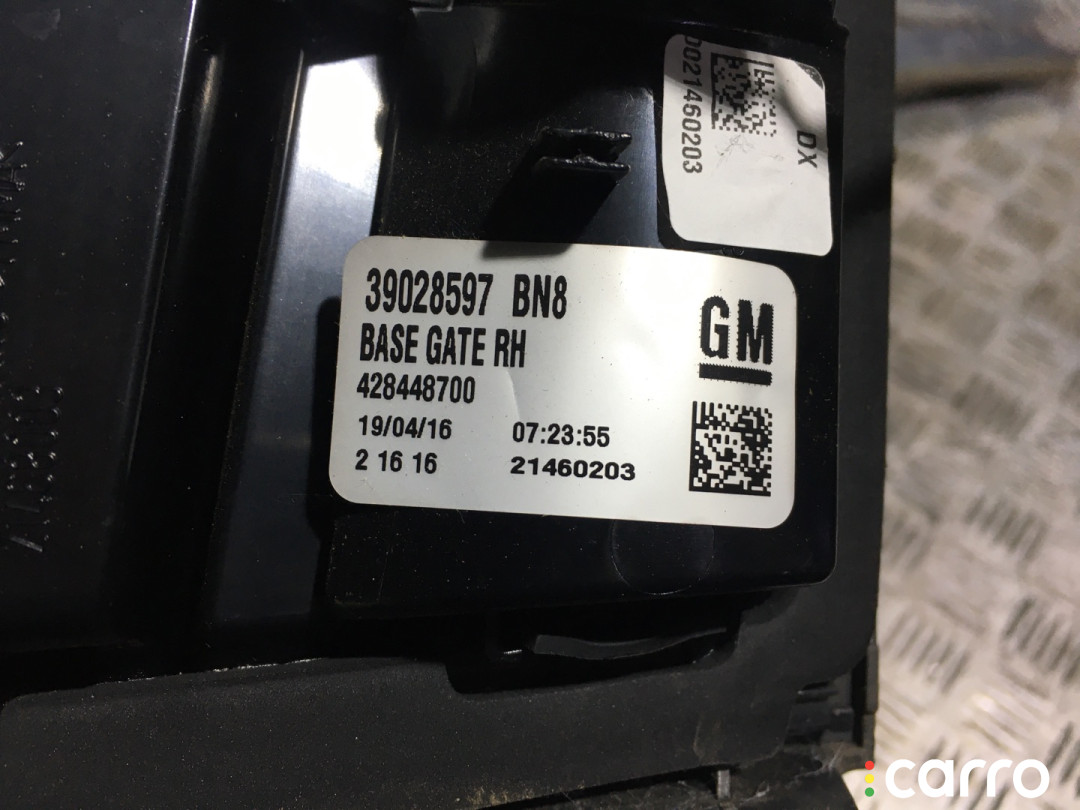 0021460203
DX
39028597 BN8
BASE GATE RH
428448700
19/04/16 07:23:55
2 16 16 21460203
GM
carro